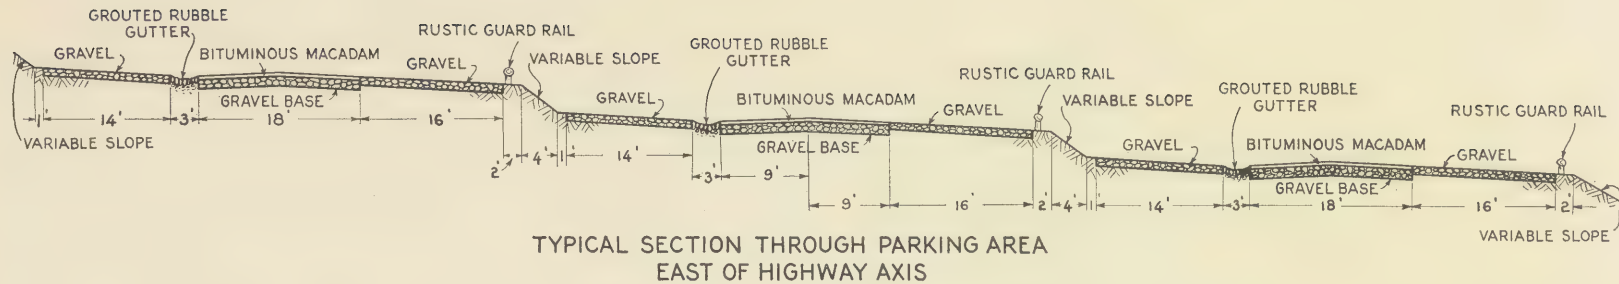 GROUTED RUBBLE
GUTTER
GRAVEL
BITUMINOUS MACADAM
GRAVEL
RUSTIC GUARD RAIL
VARIABLE SLOPE
GRAVEL BASE
1' 14' 3' 18' 16'
VARIABLE SLOPE
2' 4' 1' 14'
GROUTED RUBBLE
GUTTER
GRAVEL
BITUMINOUS MACADAM
GRAVEL
RUSTIC GUARD RAIL
VARIABLE SLOPE
GRAVEL BASE
3' 9'
9' 16' 2' 4' 1' 14' 3' 18' 16' 2'
GROUTED RUBBLE
GUTTER
GRAVEL
BITUMINOUS MACADAM
GRAVEL
RUSTIC GUARD RAIL
GRAVEL BASE
VARIABLE SLOPE
TYPICAL SECTION THROUGH PARKING AREA
EAST OF HIGHWAY AXIS